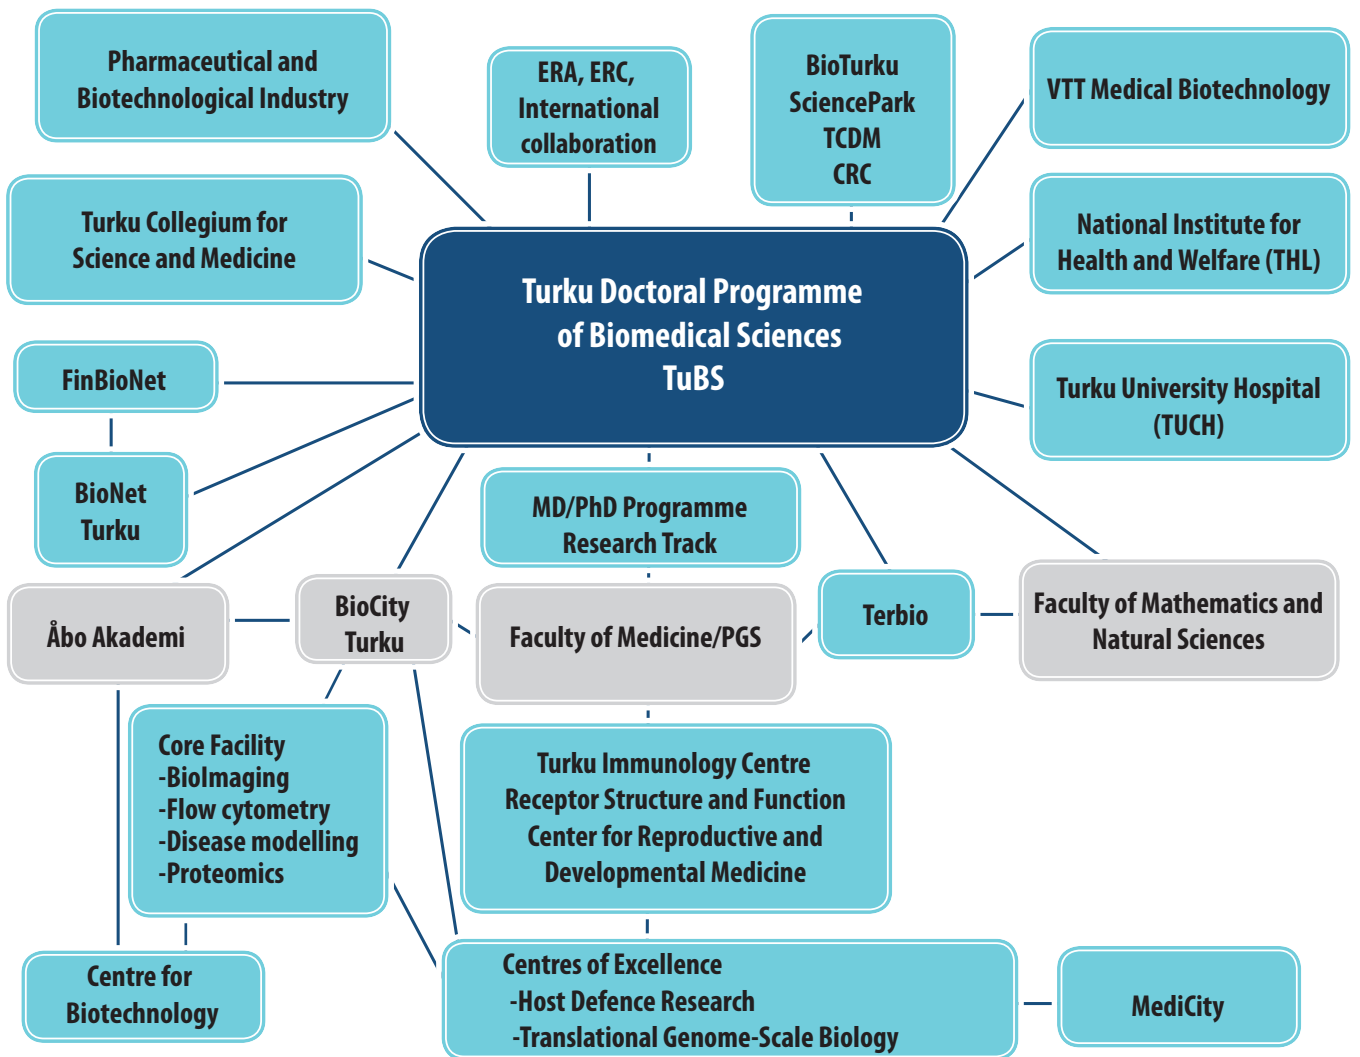 Pharmaceutical and
Biotechnological Industry
ERA, ERC,
International
collaboration
BioTurku
SciencePark
TCDM
CRC
VTT Medical Biotechnology
Turku Collegium for
Science and Medicine
National Institute for
Health and Welfare (THL)
Turku Doctoral Programme
of Biomedical Sciences
TuBS
FinBioNet
Turku University Hospital
(TUCH)
BioNet
Turku
MD/PhD Programme
Research Track
Åbo Akademi
BioCity
Turku
Faculty of Medicine/PGS
Terbio
Faculty of Mathematics and
Natural Sciences
Core Facility
-BioImaging
-Flow cytometry
-Disease modelling
-Proteomics
Turku Immunology Centre
Receptor Structure and Function
Center for Reproductive and
Developmental Medicine
Centre for
Biotechnology
Centres of Excellence
-Host Defence Research
-Translational Genome-Scale Biology
MediCity